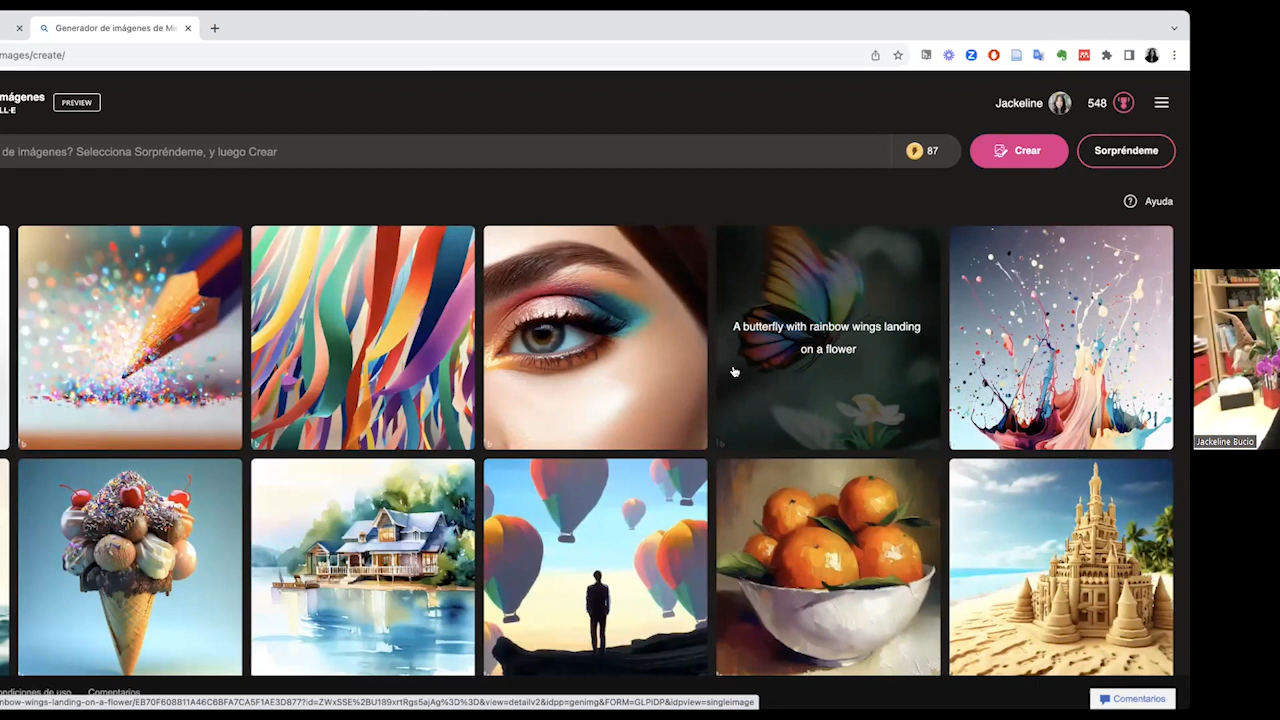 Generador de imágenes de Mi
mages/create/
mágenes
LL·E
PREVIEW
Jackeline
548
de imágenes? Selecciona Sorpréndeme, y luego Crear
87
Crear
Sorpréndeme
Ayuda
A butterfly with rainbow wings landing
on a flower
Jackeline Bucio
ondiciones de uso
Comentarios
Comentarios
nbow-wings-landing-on-a-flower/EB70F608811A46C6BFA7CA5F1AE3D877?id=ZWxSSE%2BU189xrtRgs5ajAg%3D%3D&view=detailv2&idpp=genimg&FORM=GLPIDP&idpview=singleimage